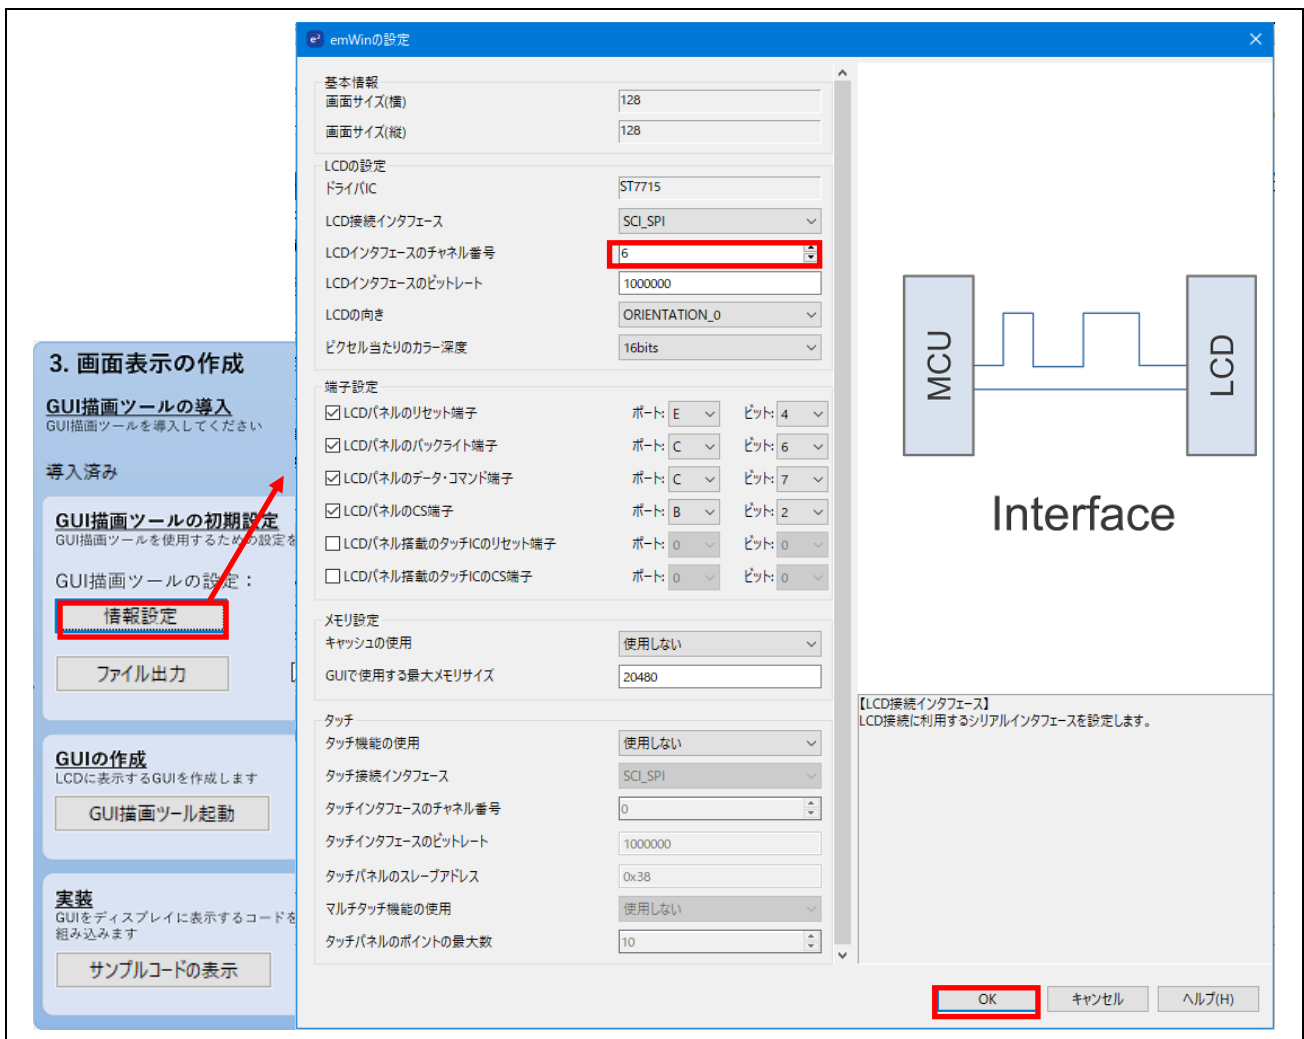 emWinの設定
基本情報
画面サイズ(横) 128
画面サイズ(縦) 128
LCDの設定
ドライバIC ST7715
LCD接続インタフェース SCI_SPI
LCDインタフェースのチャネル番号 6
LCDインタフェースのビットレート 1000000
LCDの向き ORIENTATION_0
ピクセル当たりのカラー深度 16bits
端子設定
LCDパネルのリセット端子 ポート: E ビット: 4
LCDパネルのバックライト端子 ポート: C ビット: 6
LCDパネルのデータ・コマンド端子 ポート: C ビット: 7
LCDパネルのCS端子 ポート: B ビット: 2
LCDパネル搭載のタッチICのリセット端子 ポート: 0 ビット: 0
LCDパネル搭載のタッチICのCS端子 ポート: 0 ビット: 0
メモリ設定
キャッシュの使用 使用しない
GUIで使用する最大メモリサイズ 20480
タッチ
タッチ機能の使用 使用しない
タッチ接続インタフェース SCI_SPI
タッチインタフェースのチャネル番号 0
タッチインタフェースのビットレート 1000000
タッチパネルのスレーブアドレス 0x38
マルチタッチ機能の使用 使用しない
タッチパネルのポイントの最大数 10
MCU
LCD
Interface
【LCD接続インタフェース】
LCD接続に利用するシリアルインタフェースを設定します。
OK キャンセル ヘルプ(H)
3. 画面表示の作成
GUI描画ツールの導入
GUI描画ツールを導入してください
導入済み
GUI描画ツールの初期設定
GUI描画ツールを使用するための設定を
GUI描画ツールの設定：
情報設定
ファイル出力
GUIの作成
LCDに表示するGUIを作成します
GUI描画ツール起動
実装
GUIをディスプレイに表示するコードを
組み込みます
サンプルコードの表示